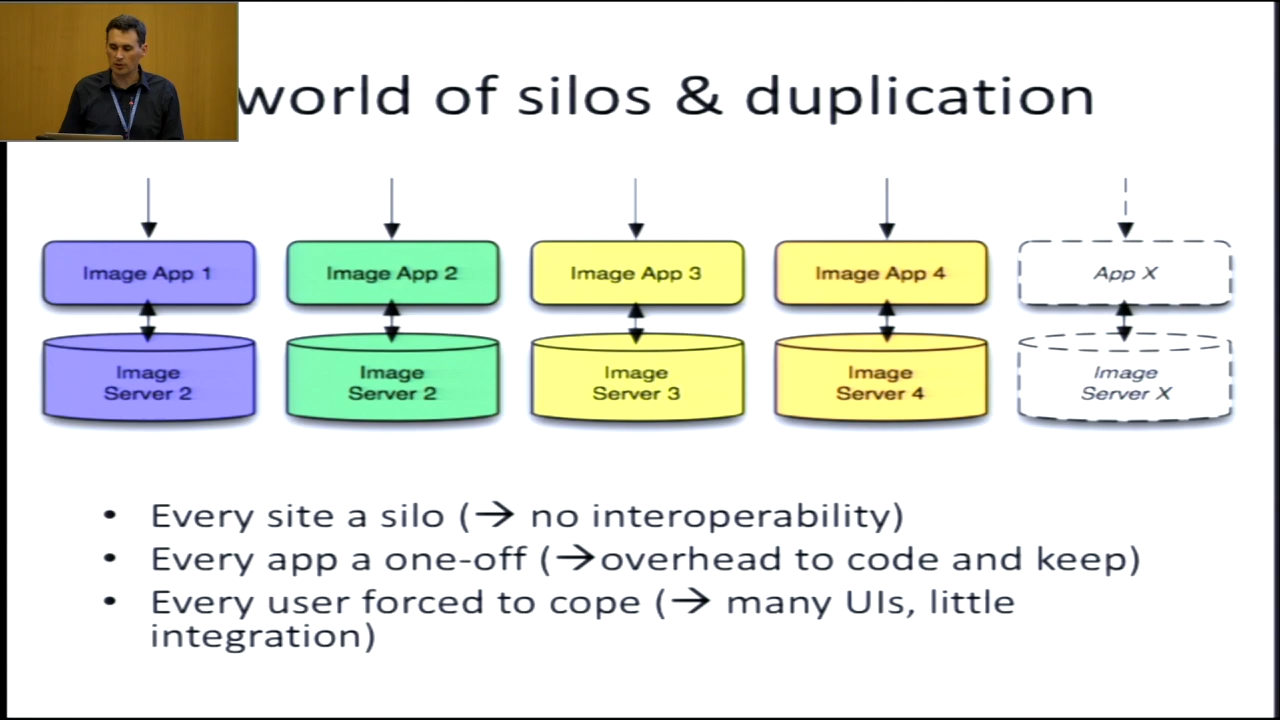 world of silos & duplication
Image App 1
Image App 2
Image App 3
Image App 4
App X
Image
Server 2
Image
Server 2
Image
Server 3
Image
Server 4
Image
Server X
• Every site a silo (→ no interoperability)
• Every app a one-off (→overhead to code and keep)
• Every user forced to cope (→ many UIs, little
integration)